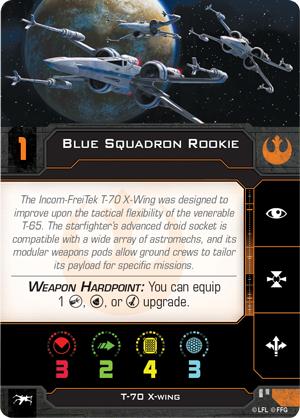 1 BLUE SQUADRON ROOKIE
The Incom-FreiTek T-70 X-Wing was designed to
improve upon the tactical flexibility of the venerable
T-65. The starfighter's advanced droid socket is
compatible with a wide array of astromechs, and its
modular weapons pods allow ground crews to tailor
its payload for specific missions.
WEAPON HARDPOINT: You can equip
1 , , or upgrade.
3 2 4 3
T-70 X-WING
© LFL © FFG